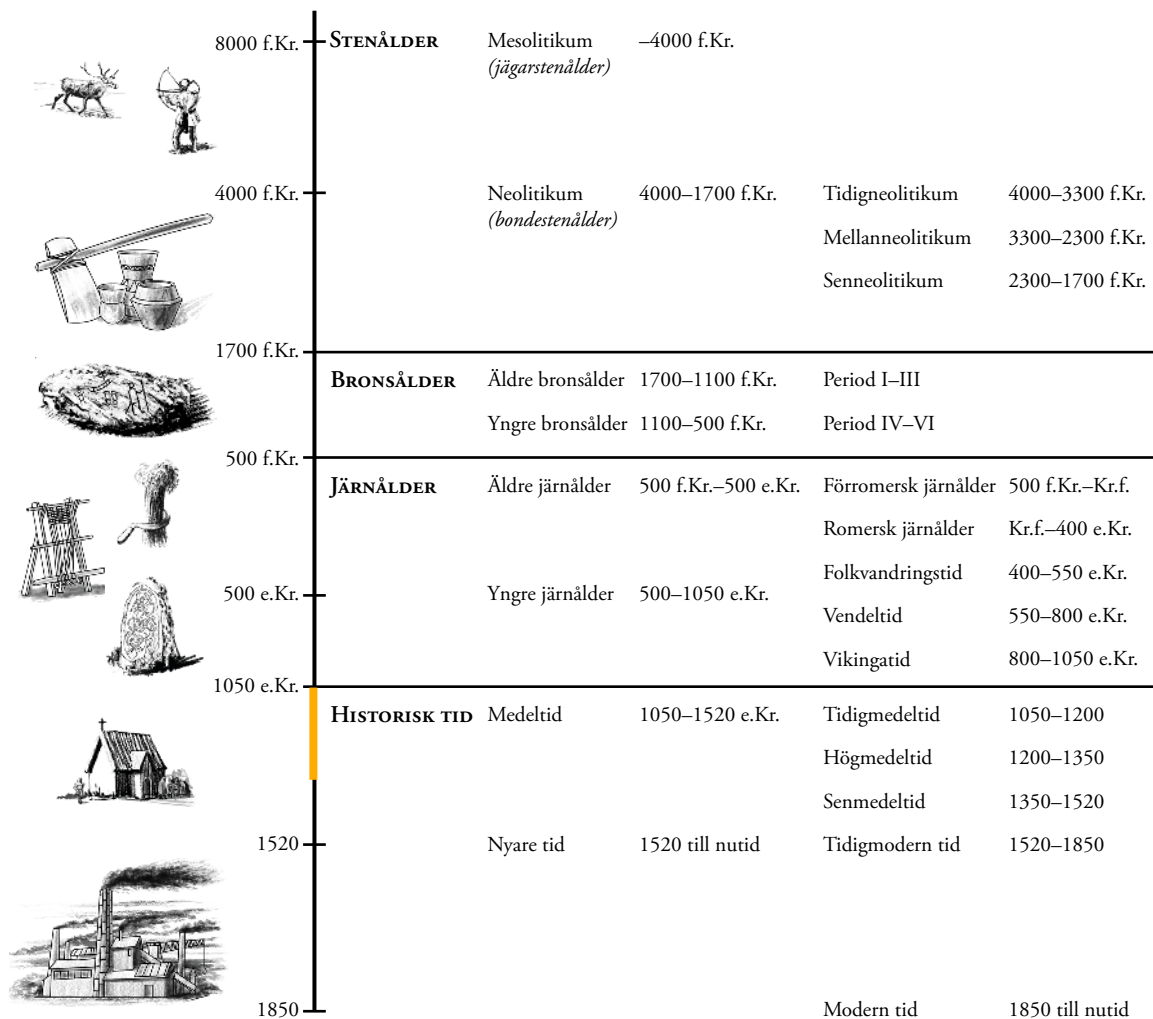 8000 f.Kr. STENÅLDER Mesolitikum –4000 f.Kr.
(jägarstenålder)
4000 f.Kr. Neolitikum 4000–1700 f.Kr. Tidigneolitikum 4000–3300 f.Kr.
(bondestenålder)
Mellanneolitikum 3300–2300 f.Kr.
Senneolitikum 2300–1700 f.Kr.
1700 f.Kr.
BRONSÅLDER Äldre bronsålder 1700–1100 f.Kr. Period I–III
Yngre bronsålder 1100–500 f.Kr. Period IV–VI
500 f.Kr.
JÄRNÅLDER Äldre järnålder 500 f.Kr.–500 e.Kr. Förromersk järnålder 500 f.Kr.–Kr.f.
Romersk järnålder Kr.f.–400 e.Kr.
Folkvandringstid 400–550 e.Kr.
500 e.Kr. Yngre järnålder 500–1050 e.Kr.
Vendeltid 550–800 e.Kr.
Vikingatid 800–1050 e.Kr.
1050 e.Kr.
HISTORISK TID Medeltid 1050–1520 e.Kr. Tidigmedeltid 1050–1200
Högmedeltid 1200–1350
Senmedeltid 1350–1520
1520 Nyare tid 1520 till nutid Tidigmodern tid 1520–1850
1850 Modern tid 1850 till nutid